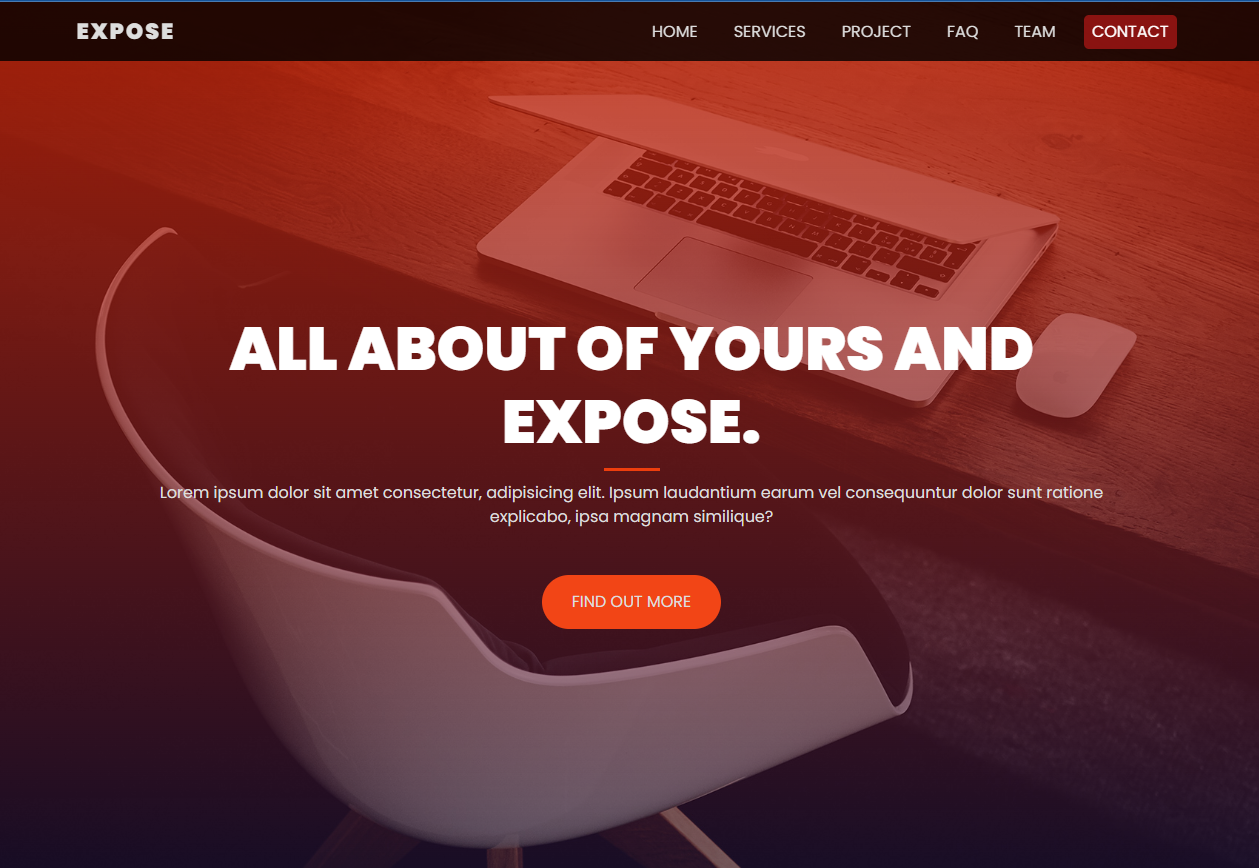 EXPOSE
HOME SERVICES PROJECT FAQ TEAM CONTACT
ALL ABOUT OF YOURS AND
EXPOSE.
Lorem ipsum dolor sit amet consectetur, adipisicing elit. Ipsum laudantium earum vel consequuntur dolor sunt ratione
explicabo, ipsa magnam similique?
FIND OUT MORE